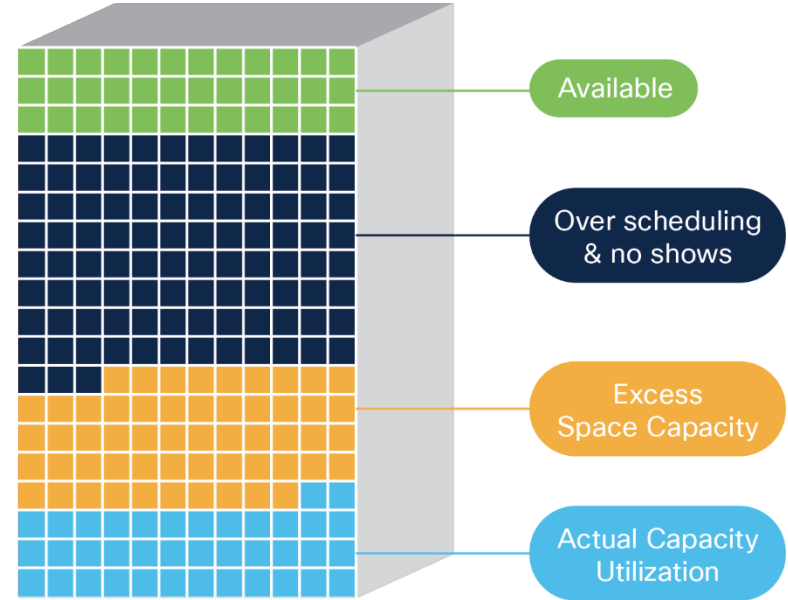 Available
Over scheduling
& no shows
Excess
Space Capacity
Actual Capacity
Utilization